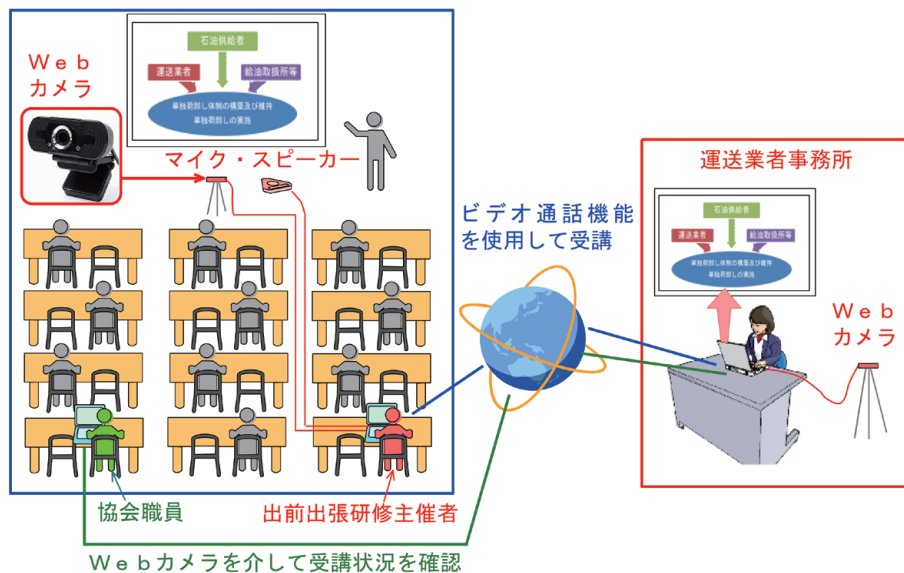 石油供給者
運送業者
給油取扱所等
単独荷卸し体制の構築及び維持
単独荷卸しの実施
Ｗｅｂ
カメラ
マイク・スピーカー
ビデオ通話機能
を使用して受講
運送業者事務所
石油供給者
運送業者
給油取扱所等
単独荷卸し体制の構築及び維持
単独荷卸しの実施
Ｗｅｂ
カメラ
協会職員
出前出張研修主催者
Ｗｅｂカメラを介して受講状況を確認